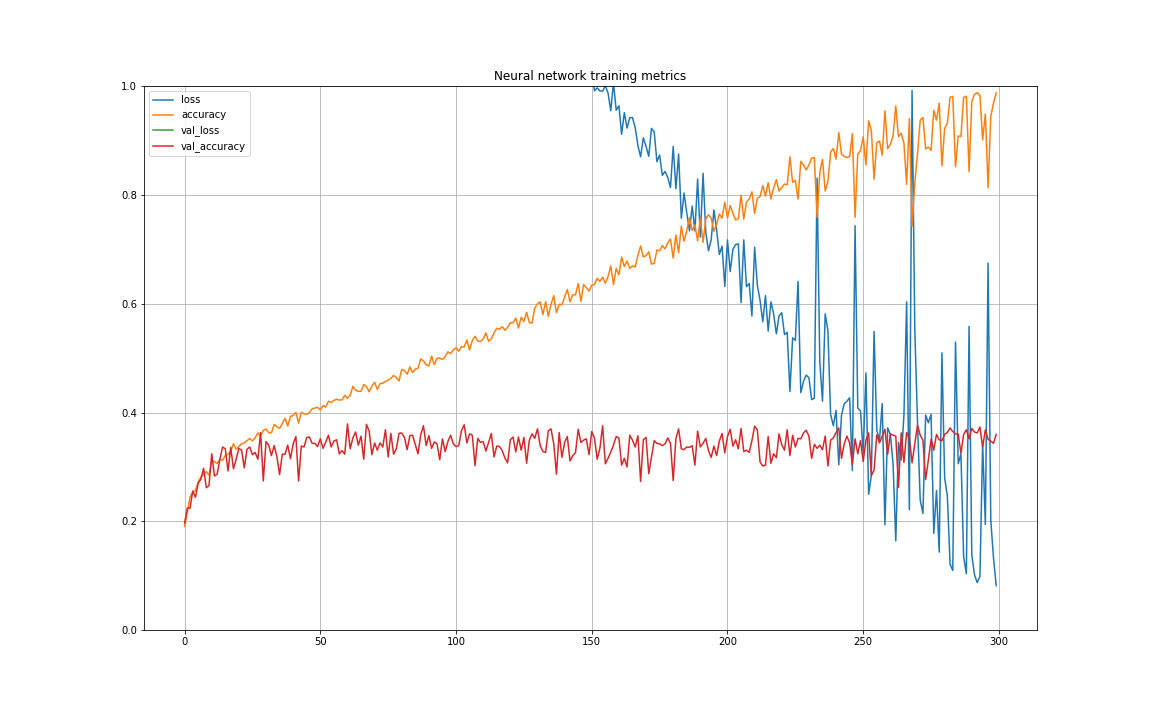 Neural network training metrics
loss
accuracy
val_loss
val_accuracy
1.0
0.8
0.6
0.4
0.2
0.0
0 50 100 150 200 250 300